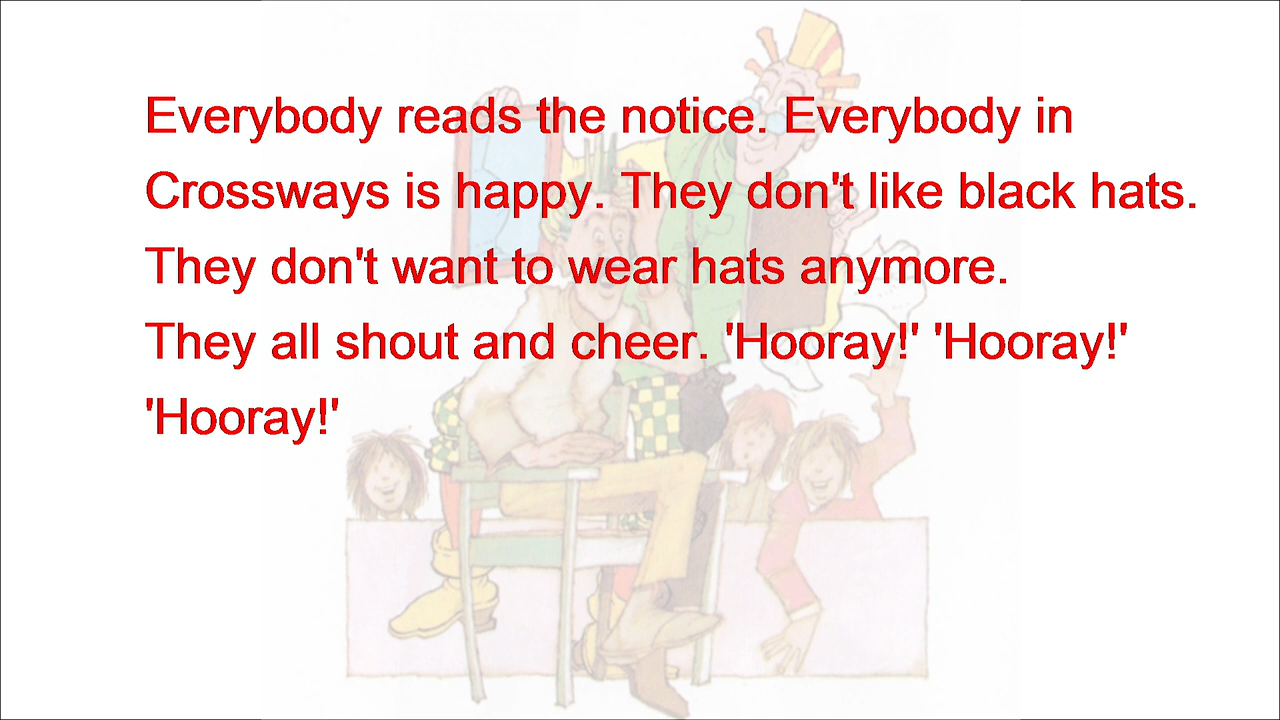 Everybody reads the notice. Everybody in
Crossways is happy. They don't like black hats.
They don't want to wear hats anymore.
They all shout and cheer. 'Hooray!' 'Hooray!'
'Hooray!'